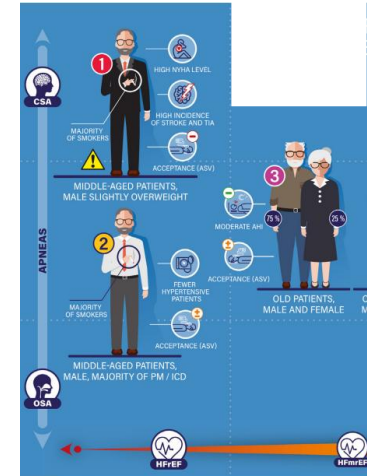 CSA
APNEAS
OSA
1
HIGH NYHA LEVEL
HIGH INCIDENCE
OF STROKE AND TIA
MAJORITY
OF SMOKERS
ACCEPTANCE (ASV)
MIDDLE-AGED PATIENTS,
MALE SLIGHTLY OVERWEIGHT
2
MAJORITY
OF SMOKERS
FEWER
HYPERTENSIVE
PATIENTS
ACCEPTANCE (ASV)
MIDDLE-AGED PATIENTS,
MALE, MAJORITY OF PM / ICD
3
75 %
25 %
MODERATE AHI
ACCEPTANCE (ASV)
OLD PATIENTS,
MALE AND FEMALE
HFrEF
HFmrEF